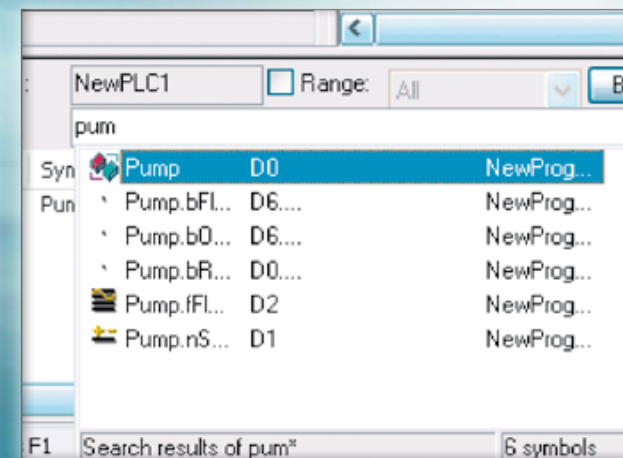 : NewPLC1 Range: All B
pum
Syn Pump D0 NewProg...
Pun Pump.bFl... D6.... NewProg...
Pump.bO... D6.... NewProg...
Pump.bR... D0.... NewProg...
Pump.fFl... D2 NewProg...
Pump.nS... D1 NewProg...
F1 Search results of pum* 6 symbols